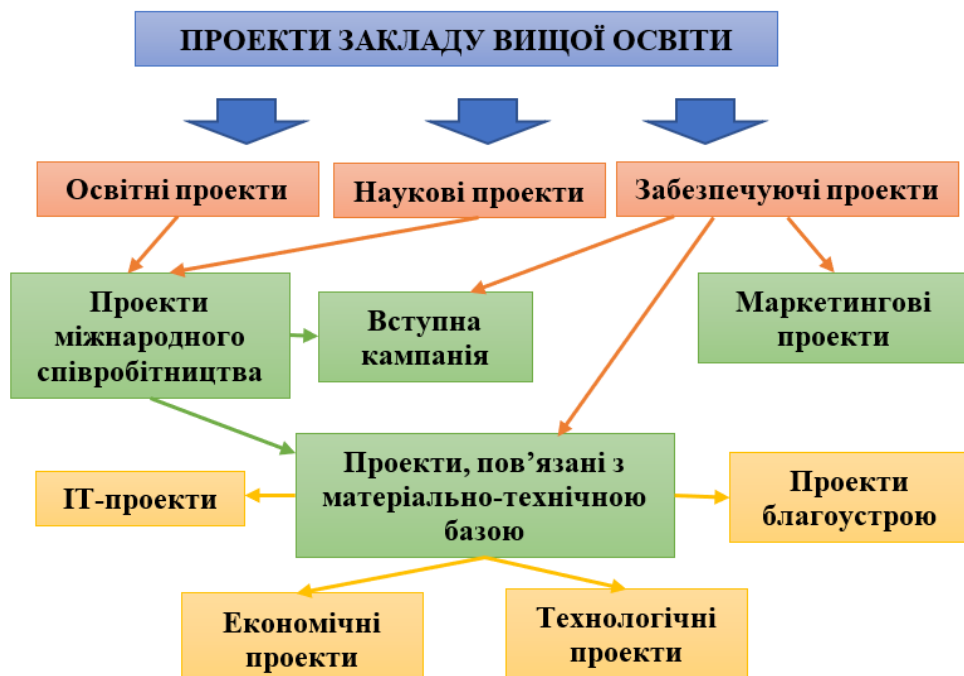 ПРОЕКТИ ЗАКЛАДУ ВИЩОЇ ОСВІТИ
Освітні проекти
Наукові проекти
Забезпечуючі проекти
Проекти
міжнародного
співробітництва
Вступна
кампанія
Маркетингові
проекти
Проекти, пов’язані з
матеріально-технічною
базою
ІТ-проекти
Проекти
благоустрою
Економічні
проекти
Технологічні
проекти